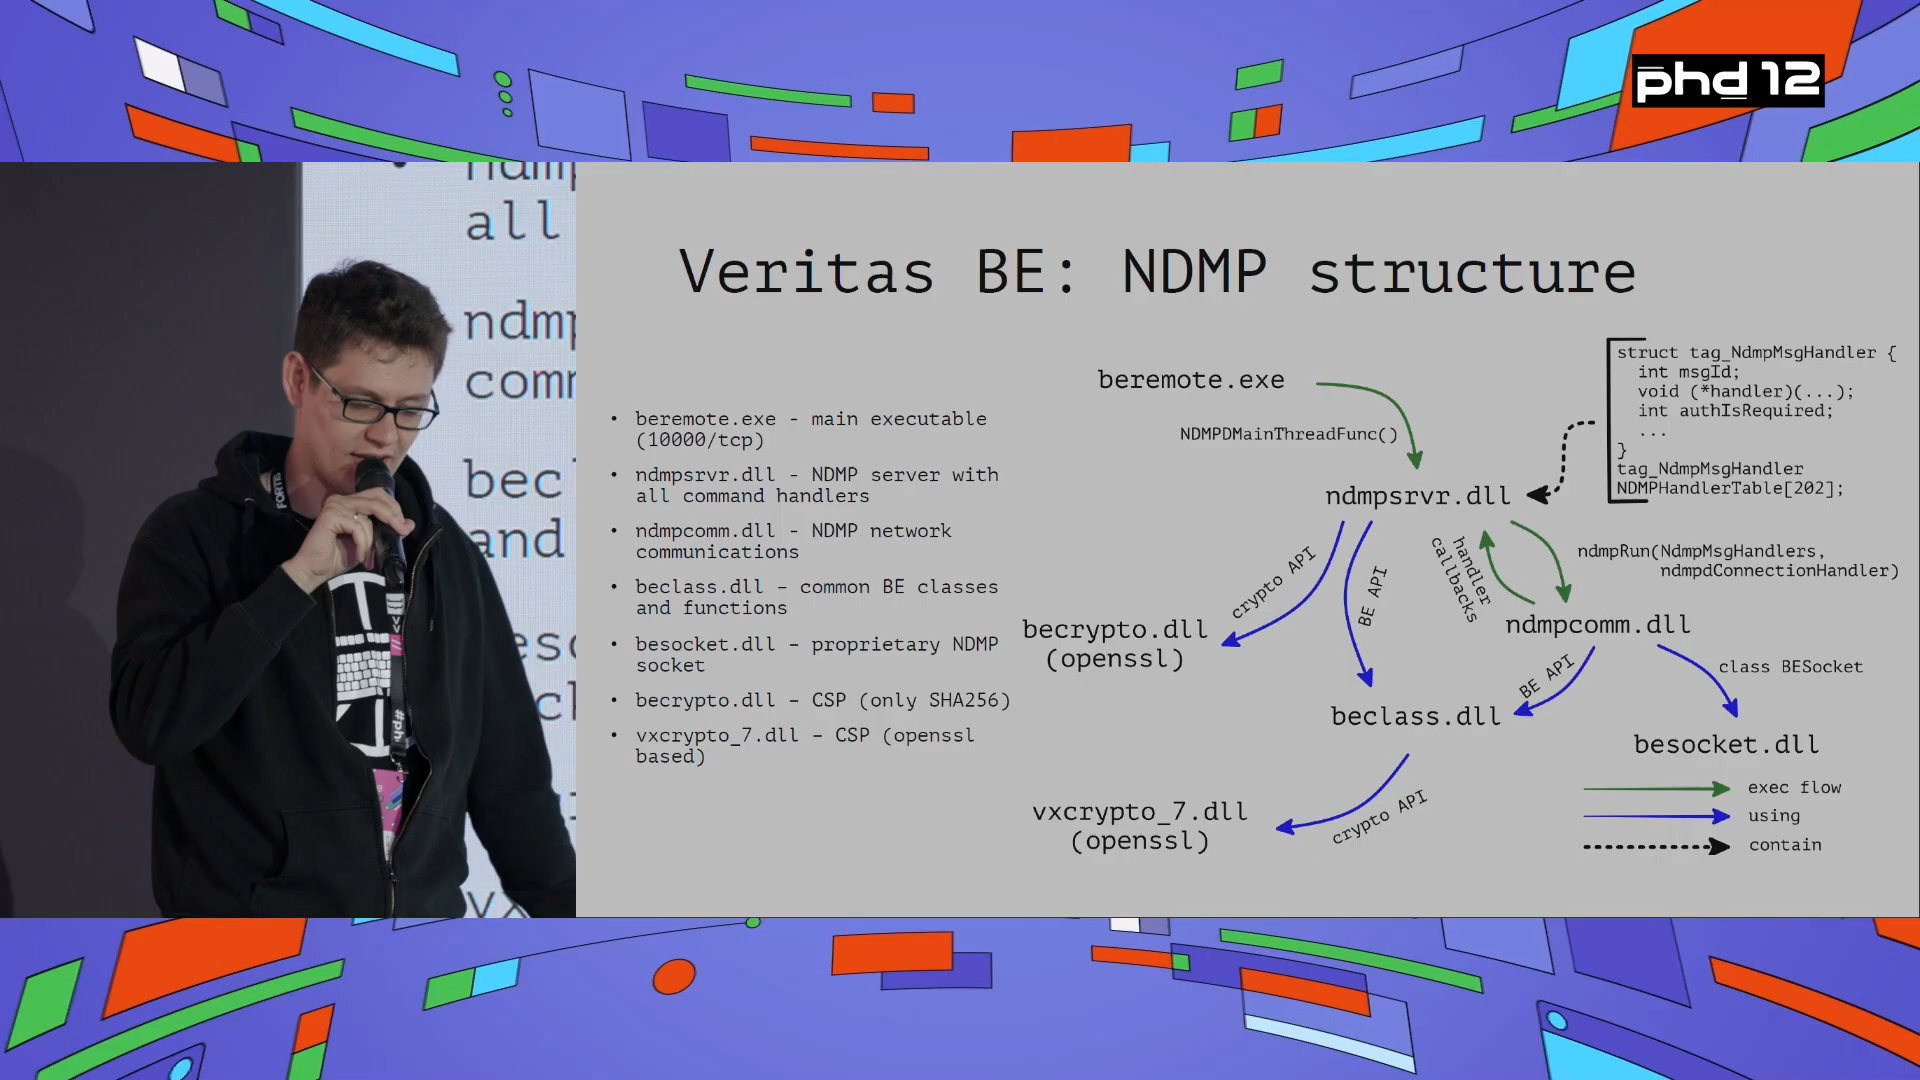 phd 12
all
ndmp
comm
bec
and
Veritas BE: NDMP structure
• beremote.exe - main executable
(10000/tcp)
• ndmpsrvr.dll - NDMP server with
all command handlers
• ndmpcomm.dll - NDMP network
communications
• beclass.dll – common BE classes
and functions
• besocket.dll – proprietary NDMP
socket
• becrypto.dll – CSP (only SHA256)
• vxcrypto_7.dll – CSP (openssl
based)
beremote.exe
NDMPDMainThreadFunc()
struct tag_NdmpMsgHandler {
int msgId;
void (*handler)(...);
int authIsRequired;
...
}
tag_NdmpMsgHandler
NDMPHandlerTable[202];
ndmpsrvr.dll
crypto API
BE API
handler
callbacks
ndmpRun(NdmpMsgHandlers,
ndmpdConnectionHandler)
becrypto.dll
(openssl)
ndmpcomm.dll
BE API
class BESocket
beclass.dll
besocket.dll
crypto API
vxcrypto_7.dll
(openssl)
exec flow
using
contain